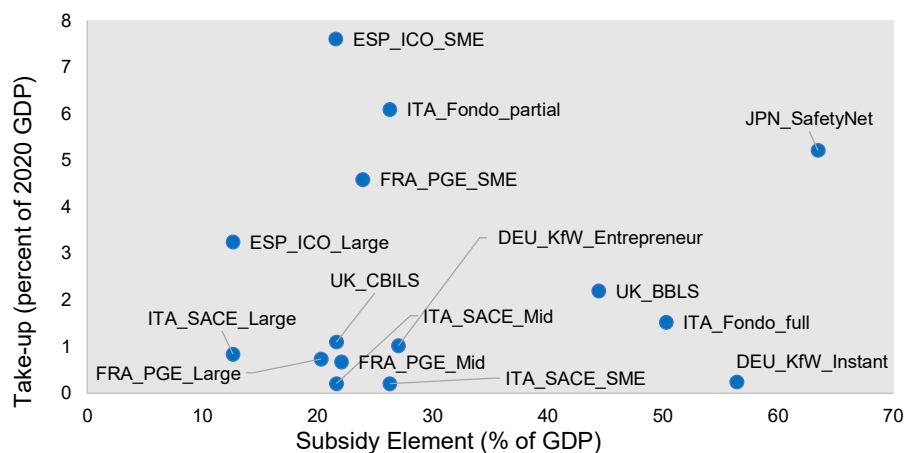 8
ESP_ICO_SME
7
6
ITA_Fondo_partial
JPN_SafetyNet
5
FRA_PGE_SME
4
Take-up (percent of 2020 GDP)
3
ESP_ICO_Large
DEU_KfW_Entrepreneur
UK_CBILS
2
UK_BBLS
ITA_SACE_Large
ITA_SACE_Mid
ITA_Fondo_full
1
FRA_PGE_Large
FRA_PGE_Mid
DEU_KfW_Instant
ITA_SACE_SME
0
0 10 20 30 40 50 60 70
Subsidy Element (% of GDP)